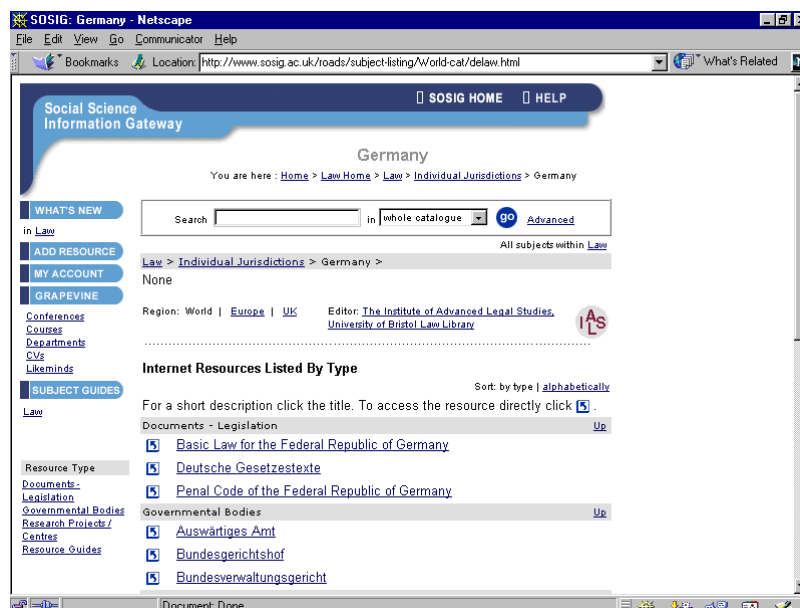 SOSIG: Germany - Netscape
File Edit View Go Communicator Help
Bookmarks Location: http://www.sosig.ac.uk/roads/subject-listing/World-cat/delaw.html What's Related
SOSIG HOME HELP
Social Science
Information Gateway
Germany
You are here : Home > Law Home > Law > Individual Jurisdictions > Germany
WHAT'S NEW
in Law
ADD RESOURCE
MY ACCOUNT
GRAPEVINE
Conferences
Courses
Departments
CVs
Likeminds
SUBJECT GUIDES
Law
Resource Type
Documents -
Legislation
Governmental Bodies
Research Projects /
Centres
Resource Guides
Search in whole catalogue go Advanced
All subjects within Law
Law > Individual Jurisdictions > Germany >
None
Region: World | Europe | UK
Editor: The Institute of Advanced Legal Studies,
University of Bristol Law Library
IALS
Internet Resources Listed By Type
Sort: by type | alphabetically
For a short description click the title. To access the resource directly click .
Documents - Legislation Up
Basic Law for the Federal Republic of Germany
Deutsche Gesetzestexte
Penal Code of the Federal Republic of Germany
Governmental Bodies Up
Auswärtiges Amt
Bundesgerichtshof
Bundesverwaltungsgericht
Document: Done